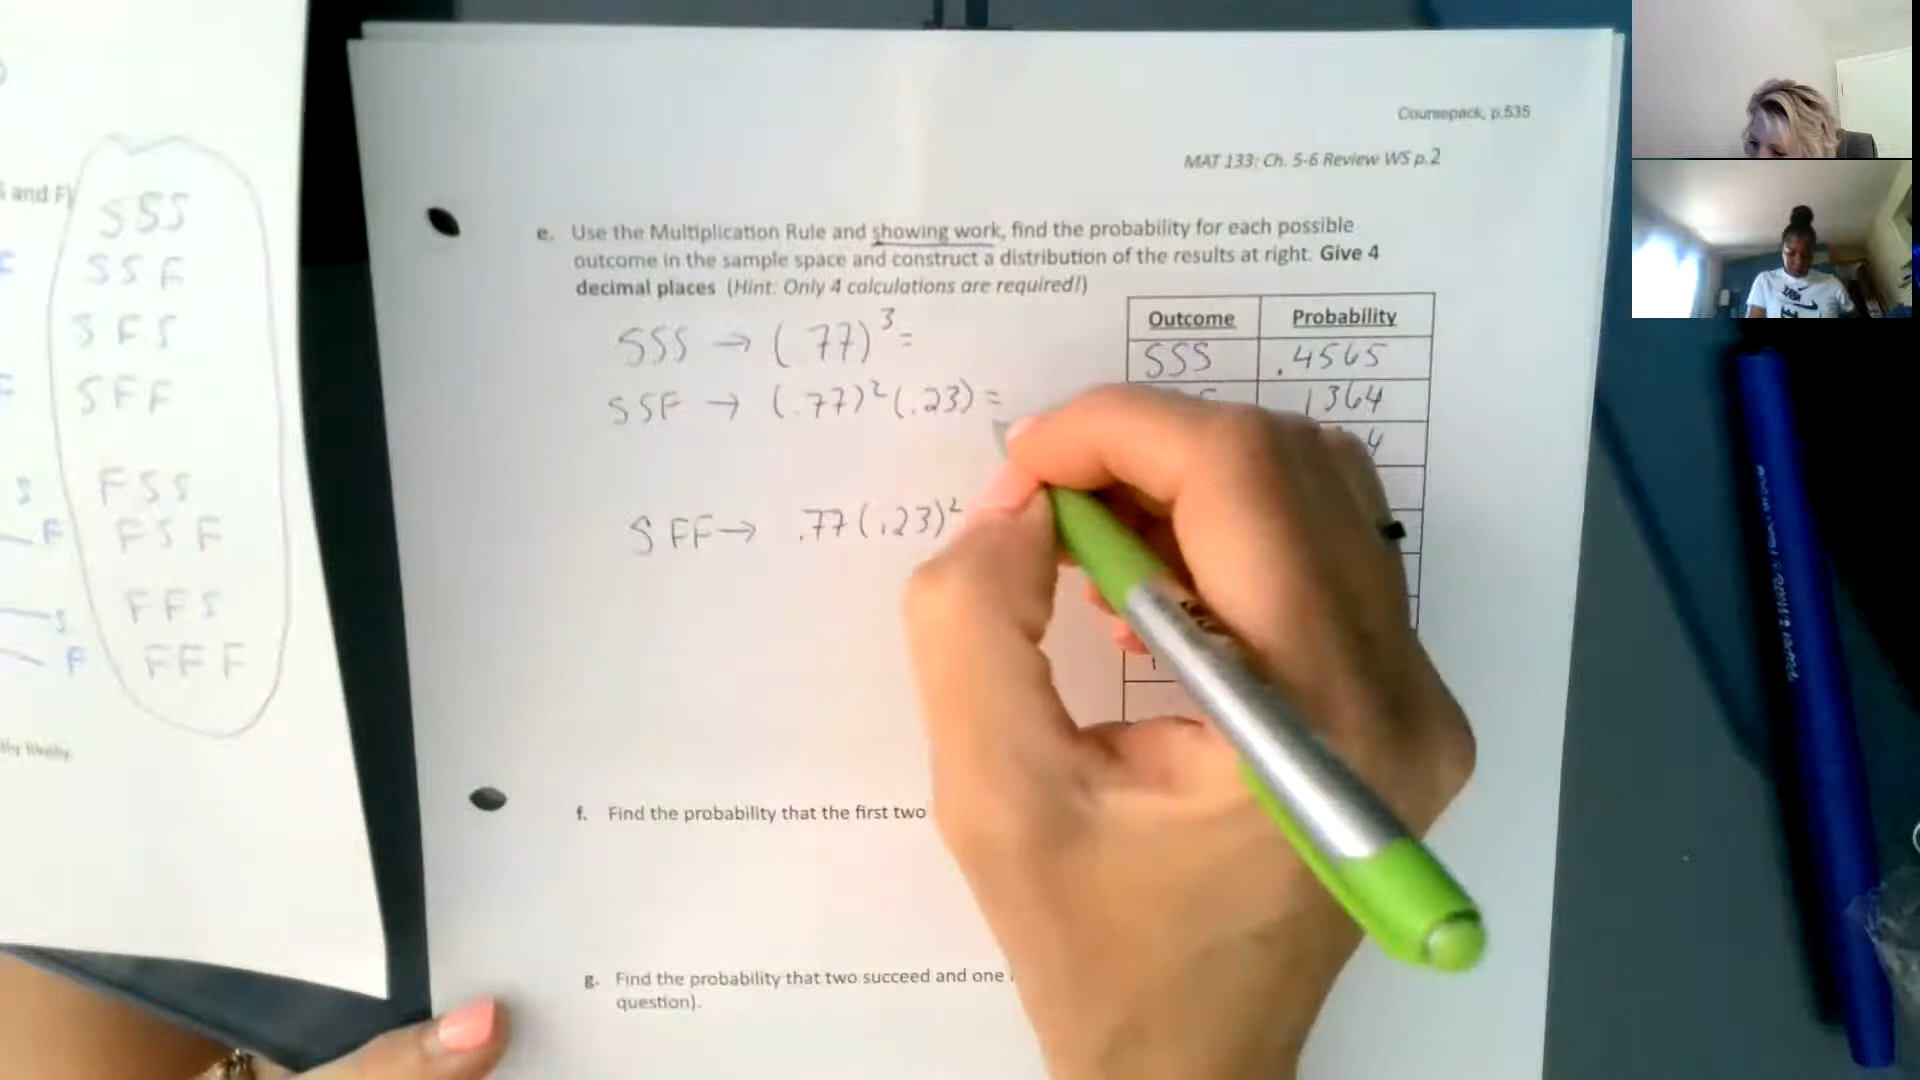 S and F)
SSS
SSF
SFS
SFF
S
FSS
F
FSF
S
FFS
F
FFF
Coursepack, p.535
MAT 133: Ch. 5-6 Review WS p.2
e. Use the Multiplication Rule and showing work, find the probability for each possible
outcome in the sample space and construct a distribution of the results at right. Give 4
decimal places (Hint: Only 4 calculations are required!)
Outcome Probability
SSS → (.77)³ =
SSS .4565
SSF → (.77)²(.23) =
1364
4
SFF → .77(.23)²
f. Find the probability that the first two
g. Find the probability that two succeed and one
question).